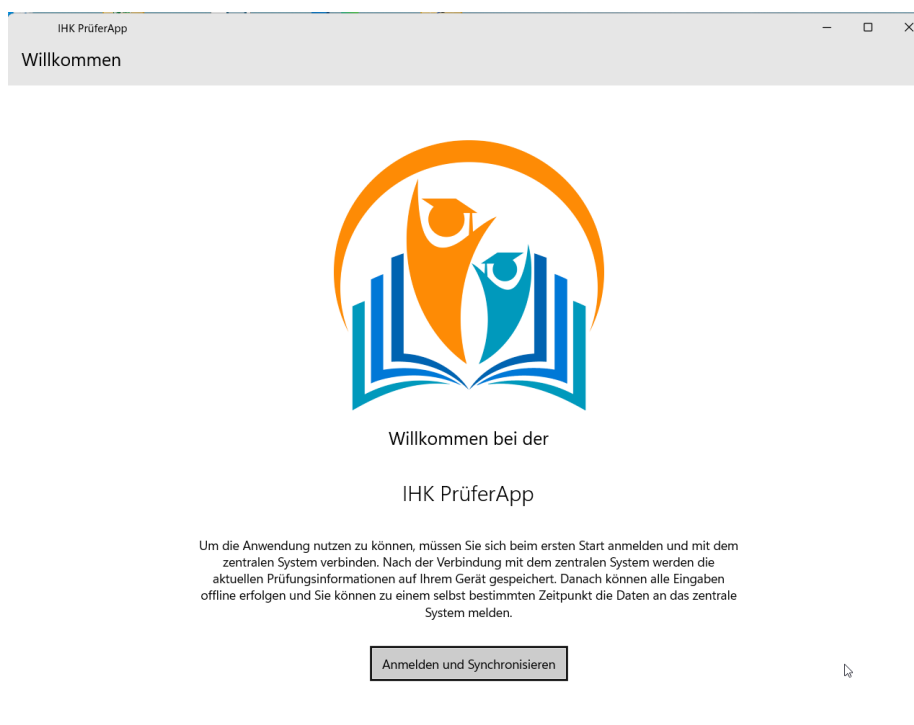 IHK PrüferApp
Willkommen
Willkommen bei der
IHK PrüferApp
Um die Anwendung nutzen zu können, müssen Sie sich beim ersten Start anmelden und mit dem
zentralen System verbinden. Nach der Verbindung mit dem zentralen System werden die
aktuellen Prüfungsinformationen auf Ihrem Gerät gespeichert. Danach können alle Eingaben
offline erfolgen und Sie können zu einem selbst bestimmten Zeitpunkt die Daten an das zentrale
System melden.
Anmelden und Synchronisieren